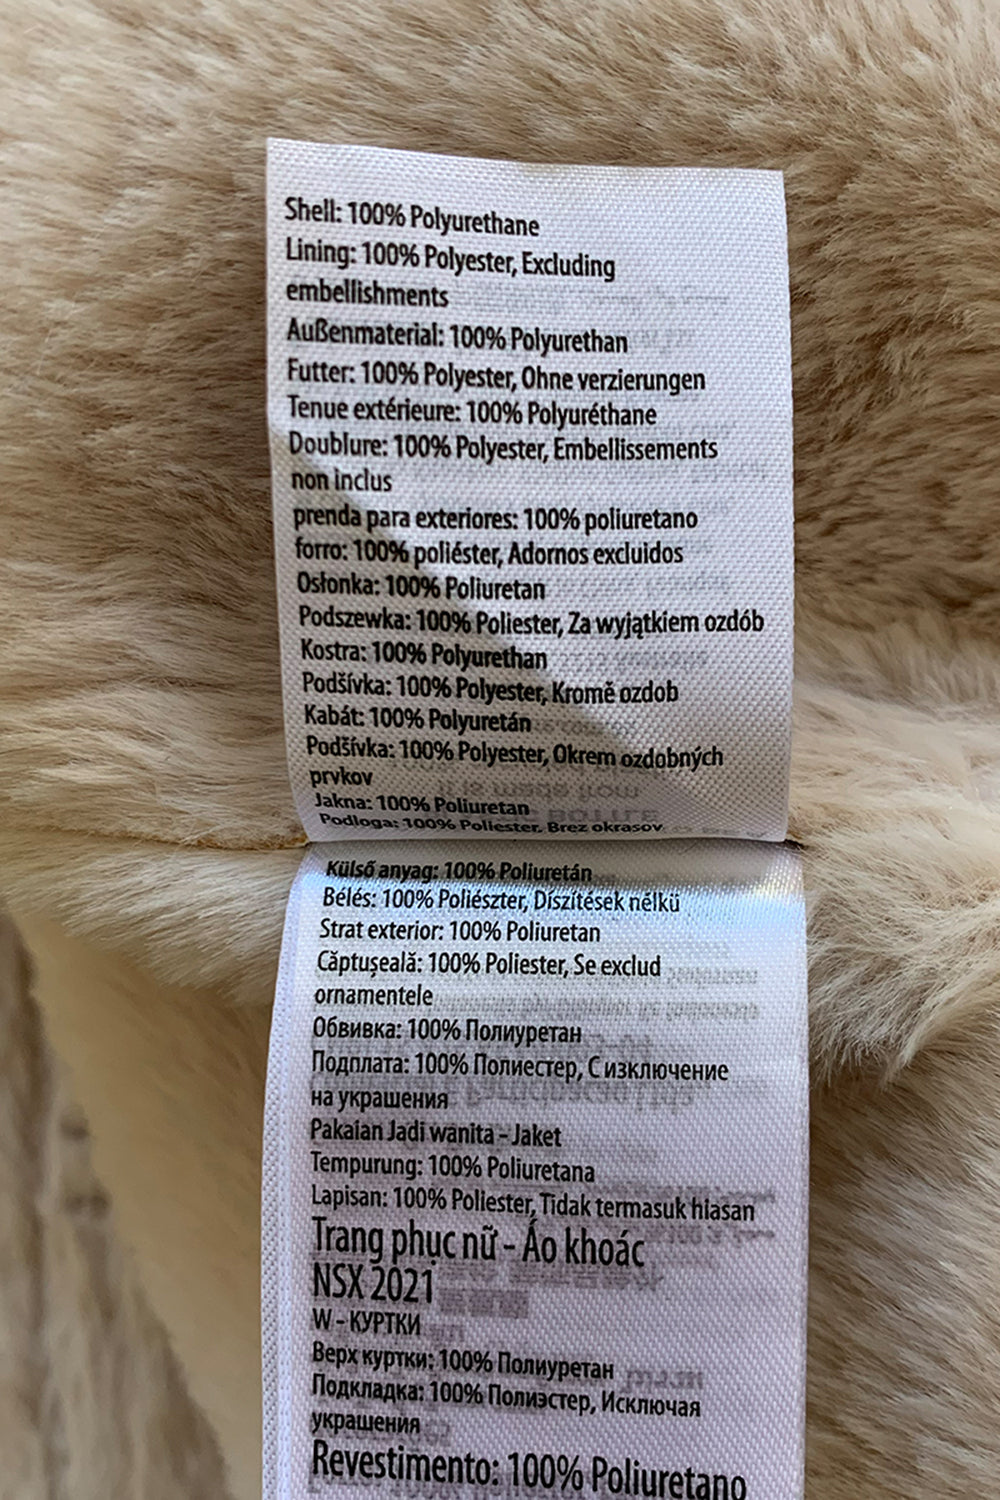 Shell: 100% Polyurethane
Lining: 100% Polyester, Excluding
embellishments
Außenmaterial: 100% Polyurethan
Futter: 100% Polyester, Ohne verzierungen
Tenue extérieure: 100% Polyuréthane
Doublure: 100% Polyester, Embellissements
non inclus
prenda para exteriores: 100% poliuretano
forro: 100% poliéster, Adornos excluidos
Osłonka: 100% Poliuretan
Podszewka: 100% Poliester, Za wyjątkiem ozdób
Kostra: 100% Polyurethan
Podšívka: 100% Polyester, Kromě ozdob
Kabát: 100% Polyuretán
Podšívka: 100% Polyester, Okrem ozdobných
prvkov
Jakna: 100% Poliuretan
Podloga: 100% Poliester, Brez okrasov
Külső anyag: 100% Poliuretán
Bélés: 100% Poliészter, Díszítések nélkü
Strat exterior: 100% Poliuretan
Căptuşeală: 100% Poliester, Se exclud
ornamentele
Обвивка: 100% Полиуретан
Подплата: 100% Полиестер, С изключение
на украшения
Pakaian Jadi wanita - Jaket
Tempurung: 100% Poliuretana
Lapisan: 100% Poliester, Tidak termasuk hiasan
Trang phục nữ - Áo khoác
NSX 2021
W - КУРТКИ
Верх куртки: 100% Полиуретан
Подкладка: 100% Полиэстер, Исключая
украшения
Revestimento: 100% Poliuretano